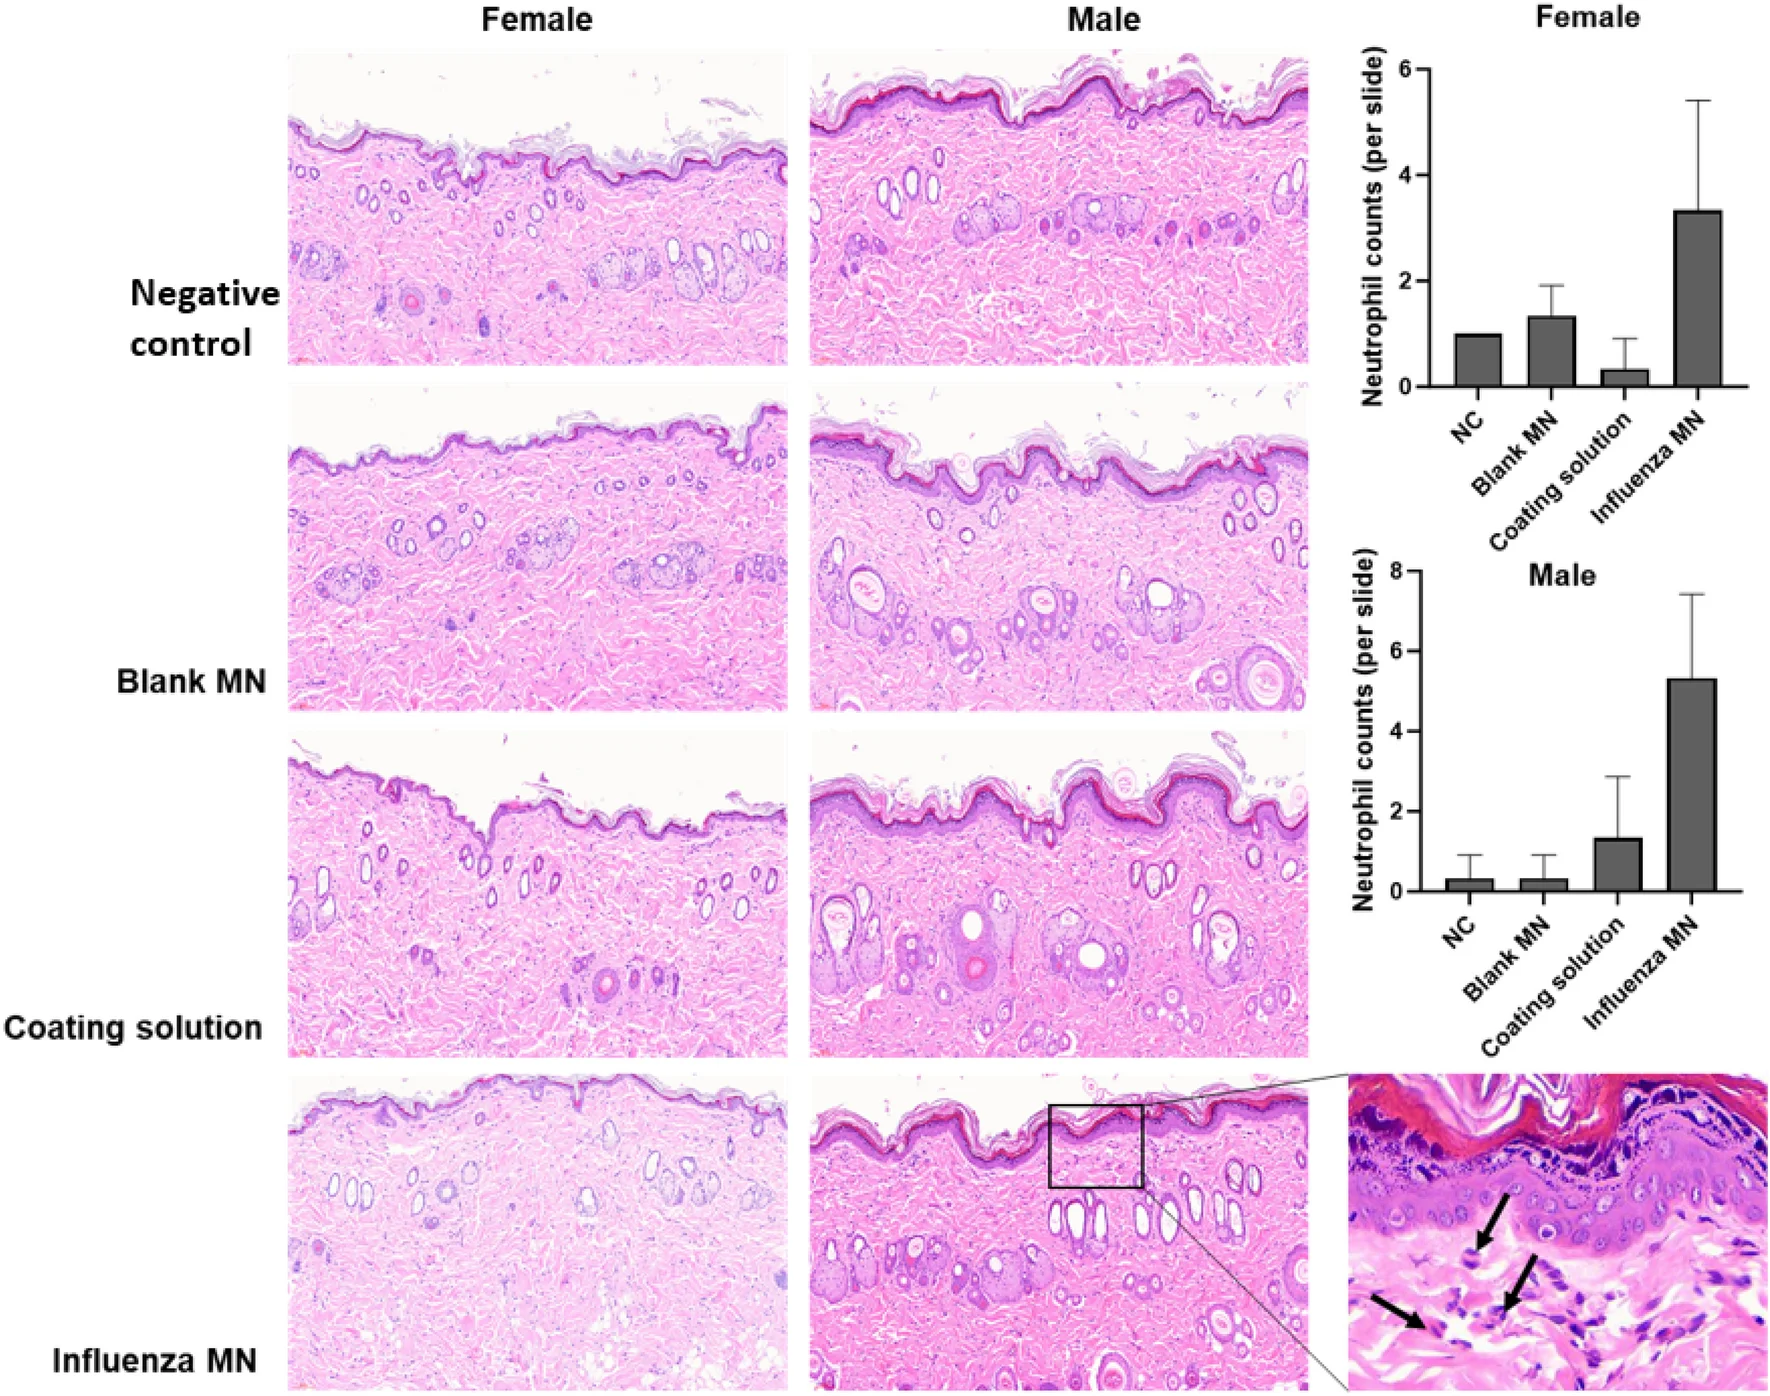 Female
Male
Negative
control
Blank MN
Coating solution
Influenza MN
Female
Neutrophil counts (per slide)
6
4
2
0
NC
Blank MN
Coating solution
Influenza MN
Male
Neutrophil counts (per slide)
8
6
4
2
0
NC
Blank MN
Coating solution
Influenza MN